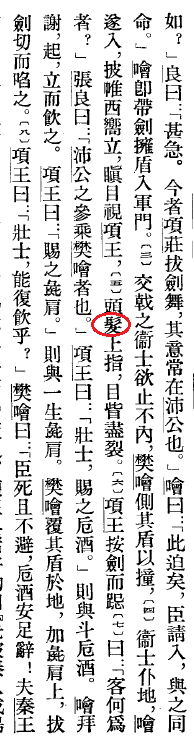 如？」良曰：「甚急。今者項莊拔劍舞，其意常在沛公也。」噲曰：「此迫矣，臣請入，與之同
命。」噲卽帶劍擁盾入軍門。〔三〕交戟之衞士欲止不內，樊噲側其盾以撞，〔四〕衞士仆地，噲
遂入，披帷西嚮立，瞋目視項王，〔五〕頭髮上指，目眥盡裂。〔六〕項王按劍而跽〔七〕曰：「客何爲
者？」張良曰：「沛公之參乘樊噲者也。」項王曰：「壯士，賜之卮酒。」則與斗卮酒。噲拜
謝，起，立而飲之。項王曰：「賜之彘肩。」則與一生彘肩。樊噲覆其盾於地，加彘肩上，拔
劍切而啗之。〔八〕項王曰：「壯士，能復飲乎？」樊噲曰：「臣死且不避，卮酒安足辭！夫秦王